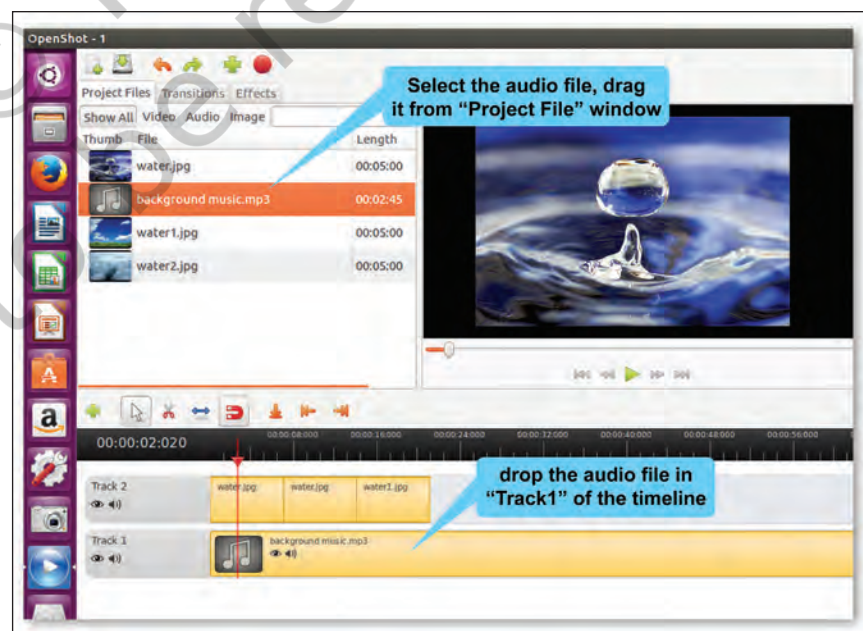 OpenShot - 1
Project Files Transitions Effects
Show All Video Audio Image
Thumb File Length
water.jpg 00:05:00
background music.mp3 00:02:45
water1.jpg 00:05:00
water2.jpg 00:05:00
Select the audio file, drag
it from “Project File” window
00:00:02:020
00:00:08:000 00:00:16:000 00:00:24:000 00:00:32:000 00:00:40:000 00:00:48:000 00:00:56:000
Track 2
water.jpg water.jpg water1.jpg
drop the audio file in
“Track1” of the timeline
Track 1
background music.mp3
©
to be re